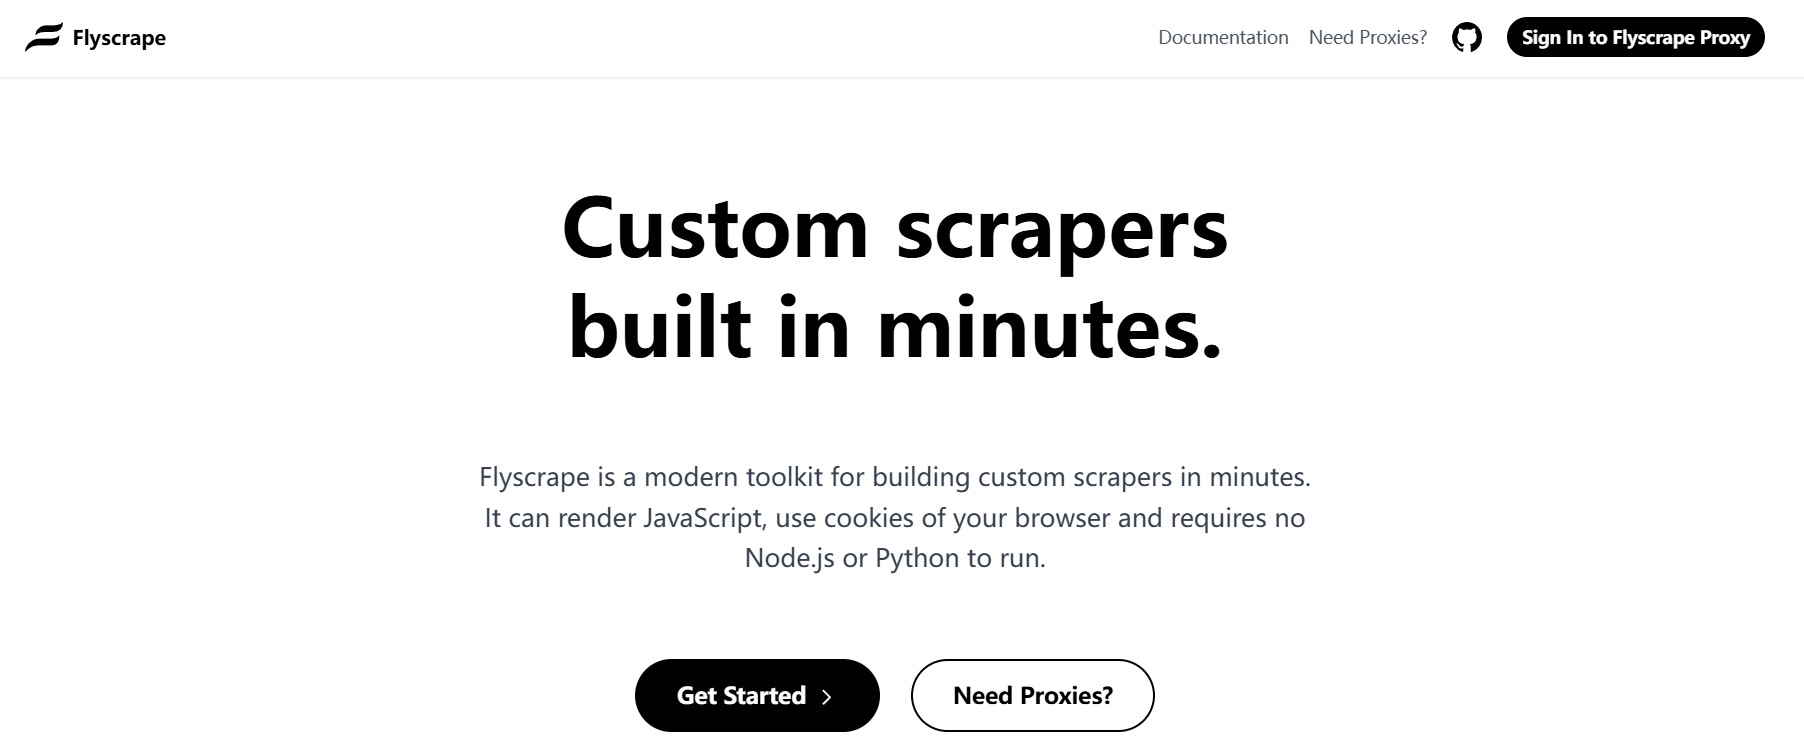 Flyscrape
Documentation
Need Proxies?
Sign In to Flyscrape Proxy
Custom scrapers
built in minutes.
Flyscrape is a modern toolkit for building custom scrapers in minutes.
It can render JavaScript, use cookies of your browser and requires no
Node.js or Python to run.
Get Started
Need Proxies?